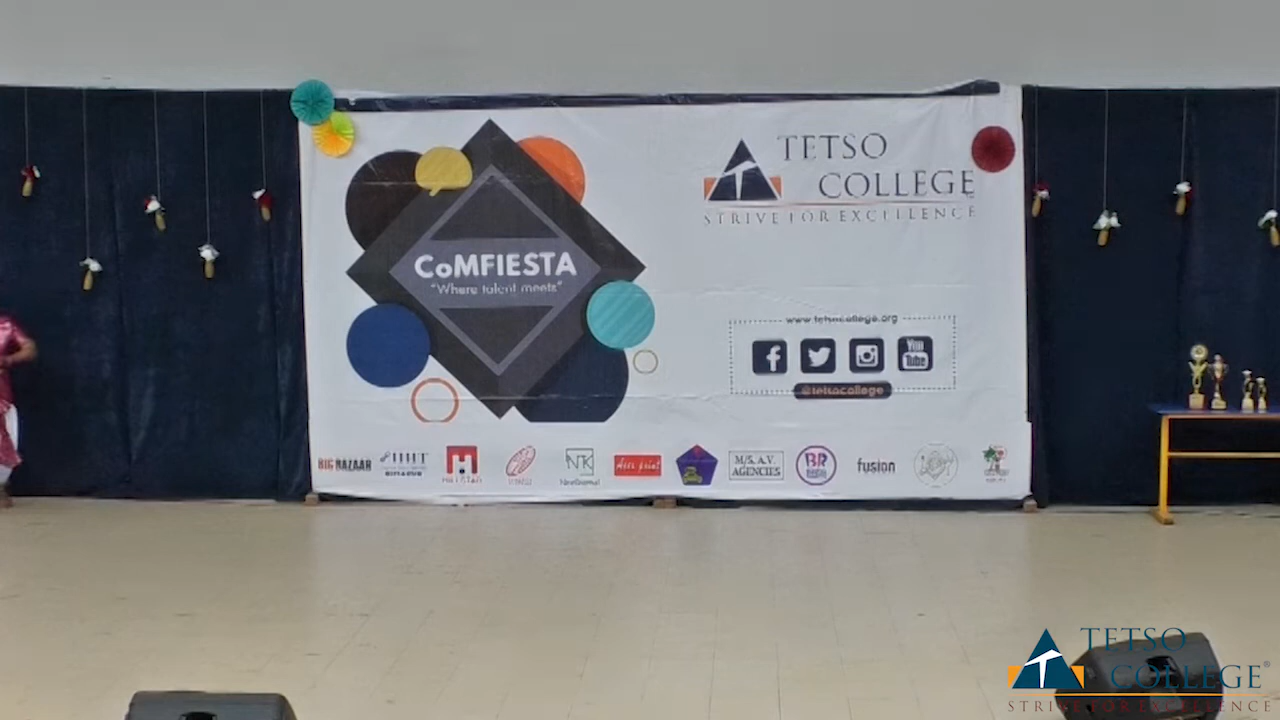 TETSO
COLLEGE
STRIVE FOR EXCELLENCE
CoMFIESTA
"Where talent meets"
www.tetsocollege.org
You
Tube
@tetsocollege
BIG BAZAAR
NK
M/S. A.V.
AGENCIES
BR
fusion
TETSO
COLLEGE®
STRIVE FOR EXCELLENCE